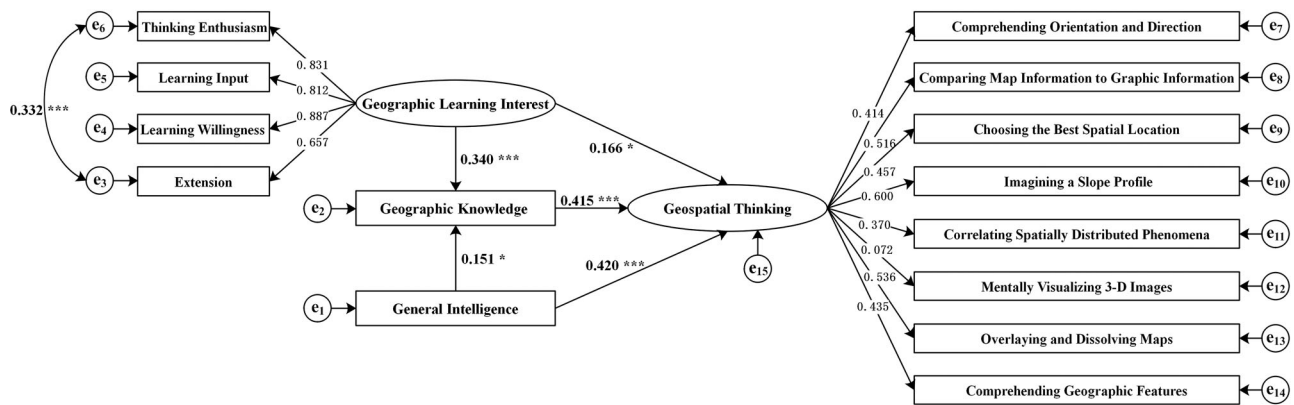 e6
Thinking Enthusiasm
e5
Learning Input
e4
Learning Willingness
e3
Extension
0.332 ***
0.831
0.812
0.887
0.657
Geographic Learning Interest
0.340 ***
0.166 *
e2
Geographic Knowledge
0.415 ***
Geospatial Thinking
0.151 *
0.420 ***
e15
e1
General Intelligence
0.414
0.516
0.457
0.600
0.370
0.072
0.536
0.435
Comprehending Orientation and Direction
e7
Comparing Map Information to Graphic Information
e8
Choosing the Best Spatial Location
e9
Imagining a Slope Profile
e10
Correlating Spatially Distributed Phenomena
e11
Mentally Visualizing 3-D Images
e12
Overlaying and Dissolving Maps
e13
Comprehending Geographic Features
e14